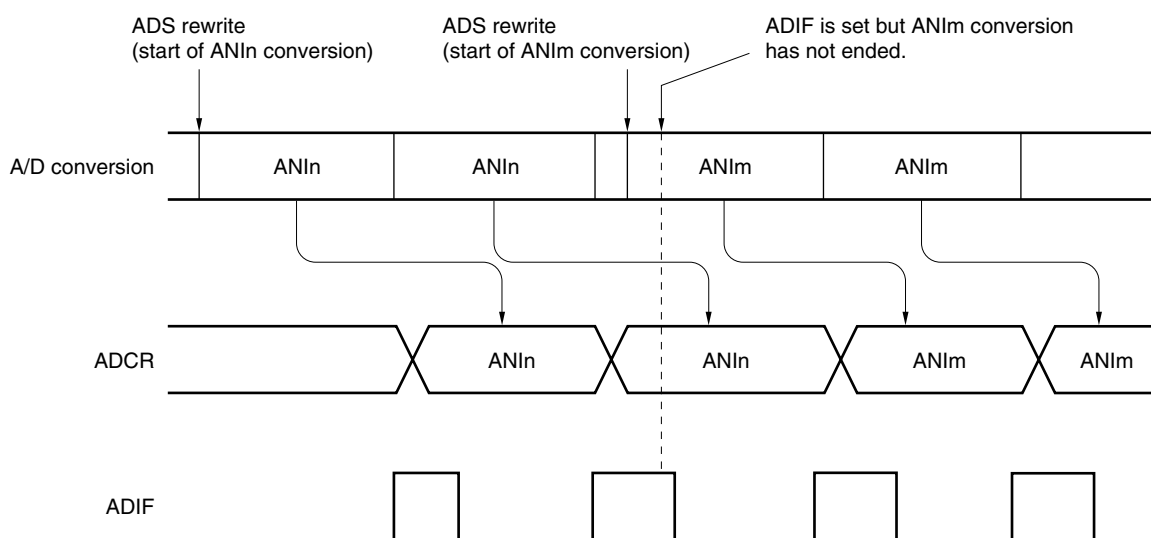 ADS rewrite
(start of ANIn conversion)
ADS rewrite
(start of ANIm conversion)
ADIF is set but ANIm conversion
has not ended.
A/D conversion
ANIn
ANIn
ANIm
ANIm
ADCR
ANIn
ANIn
ANIm
ANIm
ADIF